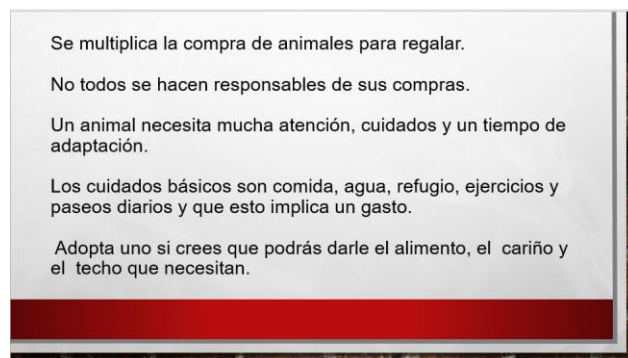 Se multiplica la compra de animales para regalar.
No todos se hacen responsables de sus compras.
Un animal necesita mucha atención, cuidados y un tiempo de
adaptación.
Los cuidados básicos son comida, agua, refugio, ejercicios y
paseos diarios y que esto implica un gasto.
Adopta uno si crees que podrás darle el alimento, el cariño y
el techo que necesitan.